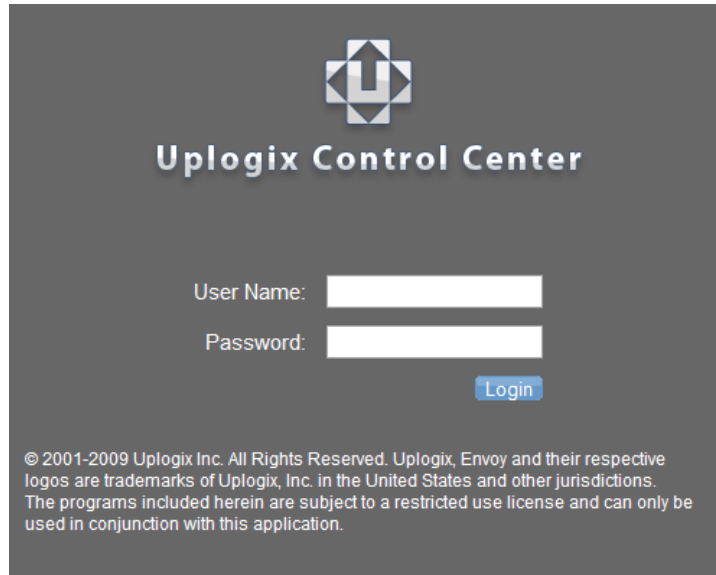 U
Uplogix Control Center
User Name:
Password:
Login
© 2001-2009 Uplogix Inc. All Rights Reserved. Uplogix, Envoy and their respective
logos are trademarks of Uplogix, Inc. in the United States and other jurisdictions.
The programs included herein are subject to a restricted use license and can only be
used in conjunction with this application.